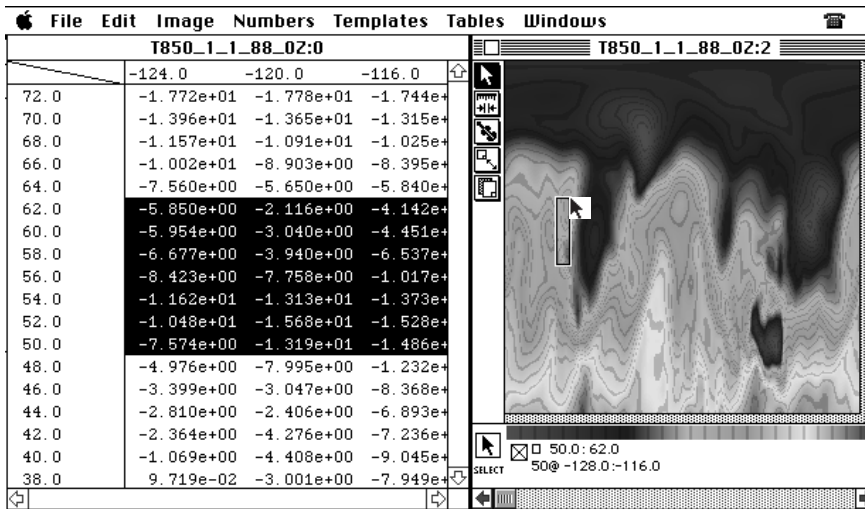 File Edit Image Numbers Templates Tables Windows
T850_1_1_88_0Z:0
-124.0 -120.0 -116.0
72.0 -1.772e+01 -1.778e+01 -1.744e+
70.0 -1.396e+01 -1.365e+01 -1.315e+
68.0 -1.157e+01 -1.091e+01 -1.025e+
66.0 -1.002e+01 -8.903e+00 -8.395e+
64.0 -7.560e+00 -5.650e+00 -5.840e+
62.0 -5.850e+00 -2.116e+00 -4.142e+
60.0 -5.954e+00 -3.040e+00 -4.451e+
58.0 -6.677e+00 -3.940e+00 -6.537e+
56.0 -8.423e+00 -7.758e+00 -1.017e+
54.0 -1.162e+01 -1.313e+01 -1.373e+
52.0 -1.048e+01 -1.568e+01 -1.528e+
50.0 -7.574e+00 -1.319e+01 -1.486e+
48.0 -4.976e+00 -7.995e+00 -1.232e+
46.0 -3.399e+00 -3.047e+00 -8.368e+
44.0 -2.810e+00 -2.406e+00 -6.893e+
42.0 -2.364e+00 -4.276e+00 -7.236e+
40.0 -1.069e+00 -4.408e+00 -9.045e+
38.0 9.719e-02 -3.001e+00 -7.949e+
T850_1_1_88_0Z:2
SELECT
50.0:62.0
50@ -128.0:-116.0